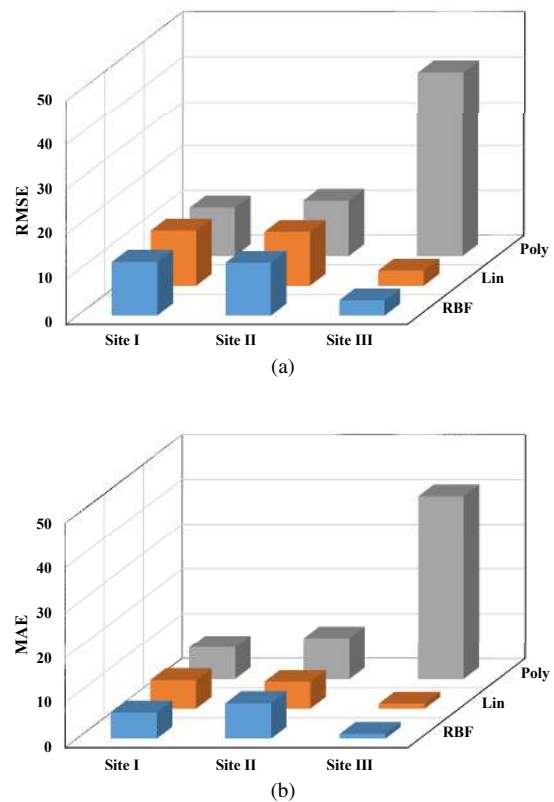 50
40
30
20
10
0
RMSE
Site I
Site II
Site III
RBF
Lin
Poly
(a)
50
40
30
20
10
0
MAE
Site I
Site II
Site III
RBF
Lin
Poly
(b)